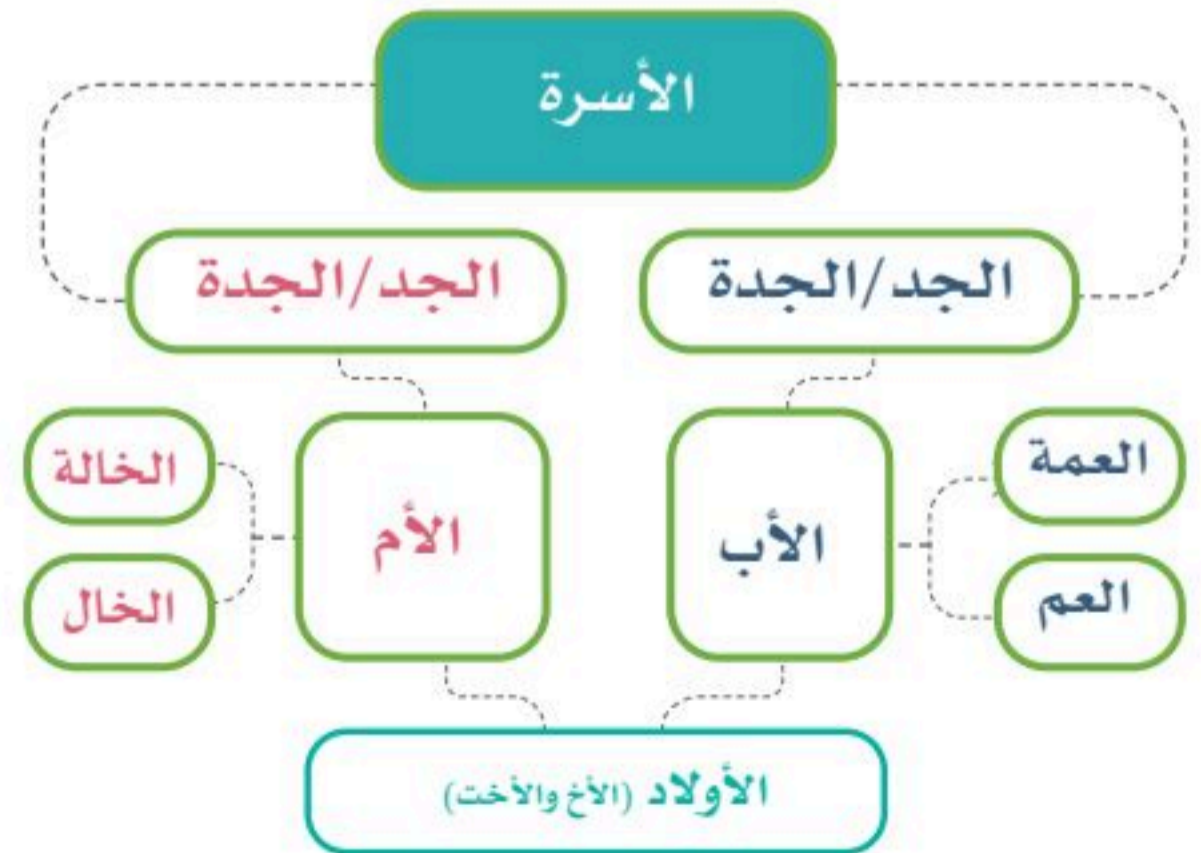 الأسرة
الجد/الجدة
الجد/الجدة
العمة
العم
الأب
الأم
الخالة
الخال
الأولاد (الأخ والأخت)